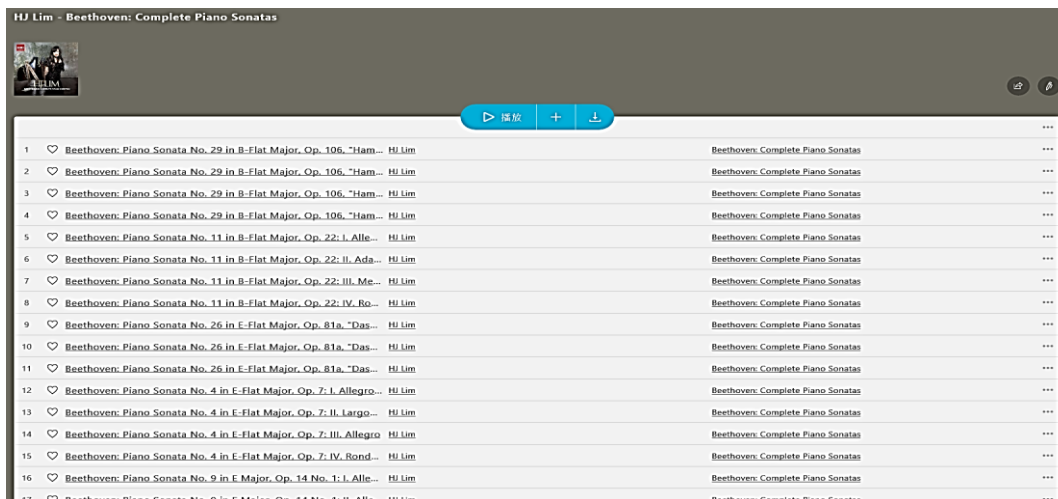 HJ Lim - Beethoven: Complete Piano Sonatas
HJ LIM
播放
1 Beethoven: Piano Sonata No. 29 in B-Flat Major, Op. 106, "Ham... HJ Lim Beethoven: Complete Piano Sonatas ...
2 Beethoven: Piano Sonata No. 29 in B-Flat Major, Op. 106, "Ham... HJ Lim Beethoven: Complete Piano Sonatas ...
3 Beethoven: Piano Sonata No. 29 in B-Flat Major, Op. 106, "Ham... HJ Lim Beethoven: Complete Piano Sonatas ...
4 Beethoven: Piano Sonata No. 29 in B-Flat Major, Op. 106, "Ham... HJ Lim Beethoven: Complete Piano Sonatas ...
5 Beethoven: Piano Sonata No. 11 in B-Flat Major, Op. 22: I. Alle... HJ Lim Beethoven: Complete Piano Sonatas ...
6 Beethoven: Piano Sonata No. 11 in B-Flat Major, Op. 22: II. Ada... HJ Lim Beethoven: Complete Piano Sonatas ...
7 Beethoven: Piano Sonata No. 11 in B-Flat Major, Op. 22: III. Me... HJ Lim Beethoven: Complete Piano Sonatas ...
8 Beethoven: Piano Sonata No. 11 in B-Flat Major, Op. 22: IV. Ro... HJ Lim Beethoven: Complete Piano Sonatas ...
9 Beethoven: Piano Sonata No. 26 in E-Flat Major, Op. 81a, "Das... HJ Lim Beethoven: Complete Piano Sonatas ...
10 Beethoven: Piano Sonata No. 26 in E-Flat Major, Op. 81a, "Das... HJ Lim Beethoven: Complete Piano Sonatas ...
11 Beethoven: Piano Sonata No. 26 in E-Flat Major, Op. 81a, "Das... HJ Lim Beethoven: Complete Piano Sonatas ...
12 Beethoven: Piano Sonata No. 4 in E-Flat Major, Op. 7: I. Allegro... HJ Lim Beethoven: Complete Piano Sonatas ...
13 Beethoven: Piano Sonata No. 4 in E-Flat Major, Op. 7: II. Largo... HJ Lim Beethoven: Complete Piano Sonatas ...
14 Beethoven: Piano Sonata No. 4 in E-Flat Major, Op. 7: III. Allegro HJ Lim Beethoven: Complete Piano Sonatas ...
15 Beethoven: Piano Sonata No. 4 in E-Flat Major, Op. 7: IV. Rond... HJ Lim Beethoven: Complete Piano Sonatas ...
16 Beethoven: Piano Sonata No. 9 in E Major, Op. 14 No. 1: I. Alle... HJ Lim Beethoven: Complete Piano Sonatas ...